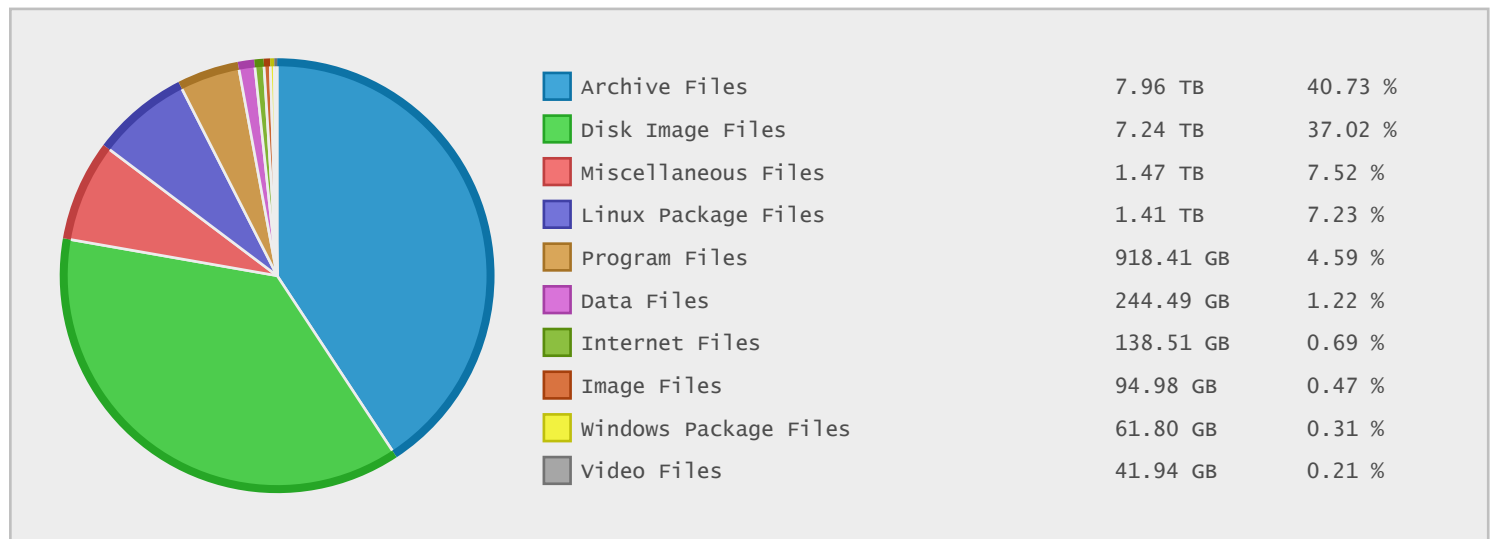 Archive Files 7.96 TB 40.73 %
Disk Image Files 7.24 TB 37.02 %
Miscellaneous Files 1.47 TB 7.52 %
Linux Package Files 1.41 TB 7.23 %
Program Files 918.41 GB 4.59 %
Data Files 244.49 GB 1.22 %
Internet Files 138.51 GB 0.69 %
Image Files 94.98 GB 0.47 %
Windows Package Files 61.80 GB 0.31 %
Video Files 41.94 GB 0.21 %